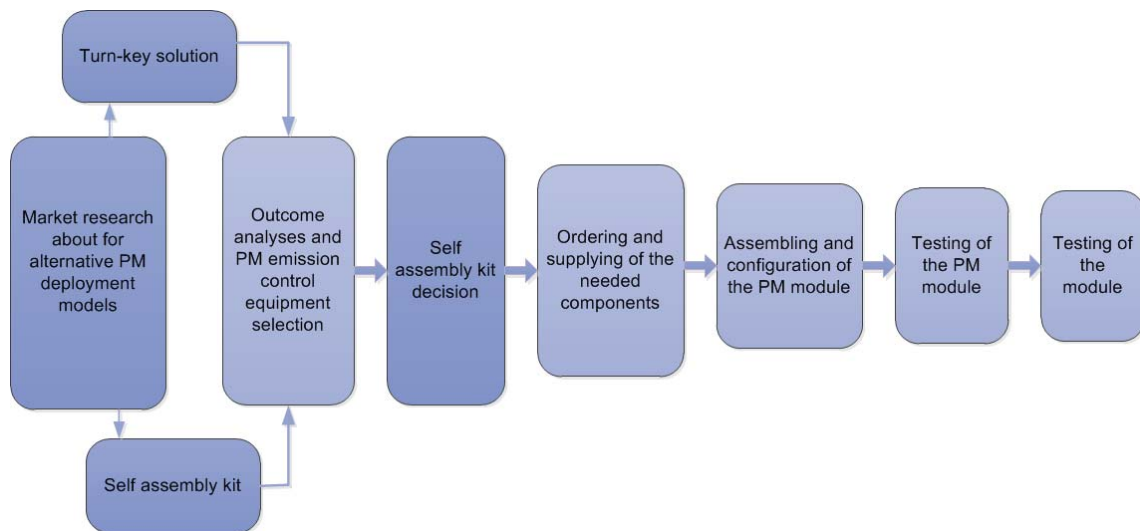 Turn-key solution
Market research
about for
alternative PM
deployment
models
Self assembly kit
Outcome
analyses and
PM emission
control
equipment
selection
Self
assembly kit
decision
Ordering and
supplying of the
needed
components
Assembling and
configuration of
the PM module
Testing of
the PM
module
Testing of
the
module